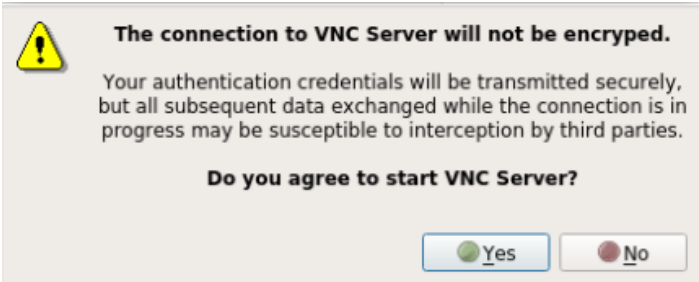 The connection to VNC Server will not be encryped.
Your authentication credentials will be transmitted securely,
but all subsequent data exchanged while the connection is in
progress may be susceptible to interception by third parties.
Do you agree to start VNC Server?
Yes No